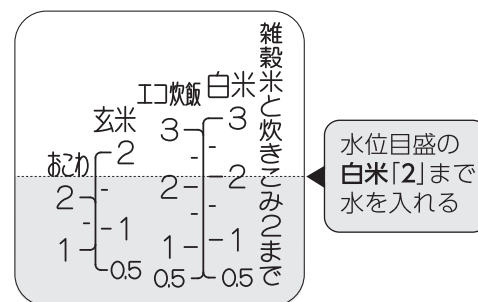 雑穀米と炊きこみ2まで
白米
3
2
1
0.5
エコ炊飯
3
2
1
0.5
玄米
2
1
0.5
おこわ
2
1
水位目盛の
白米「2」まで
水を入れる